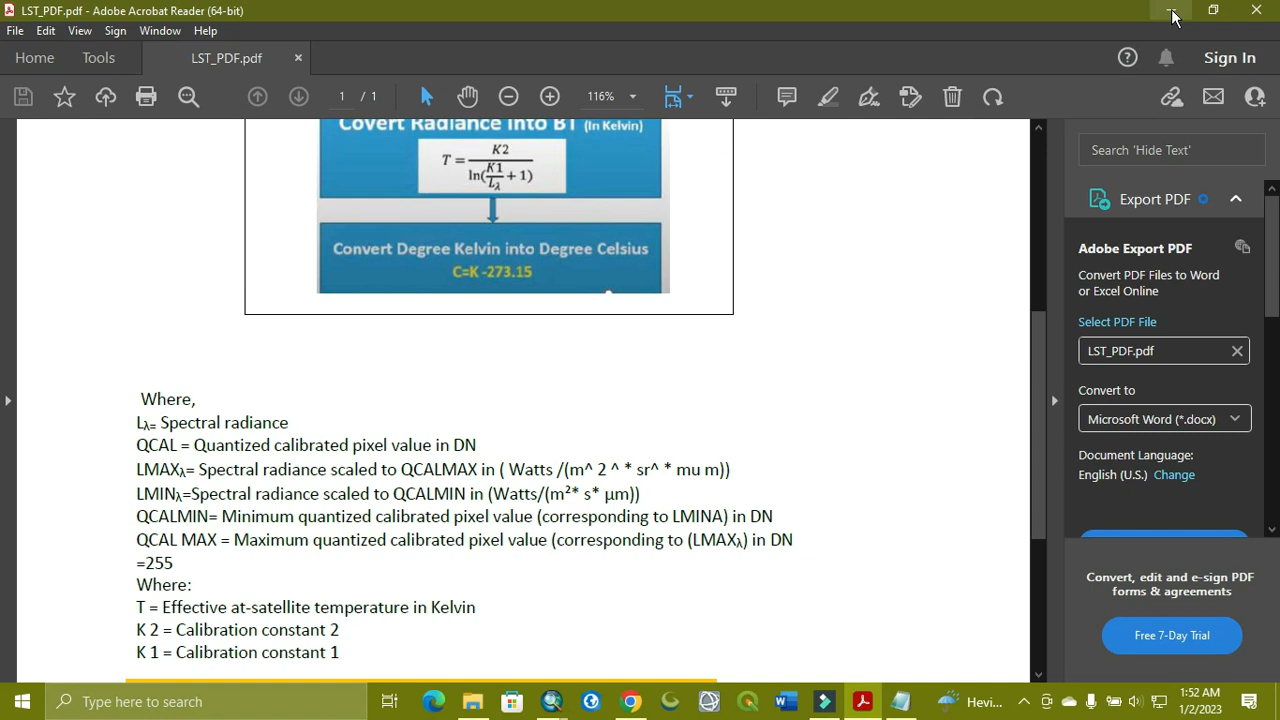 LST_PDF.pdf - Adobe Acrobat Reader (64-bit)
File Edit View Sign Window Help
Home Tools LST_PDF.pdf × Sign In
1 / 1 116%
Covert Radiance into BT (In Kelvin)
T = K2 / ln(K1/Lλ + 1)
Convert Degree Kelvin into Degree Celsius
C=K -273.15
Where,
Lλ= Spectral radiance
QCAL = Quantized calibrated pixel value in DN
LMAXλ= Spectral radiance scaled to QCALMAX in ( Watts /(m^ 2 ^ * sr^ * mu m))
LMINλ=Spectral radiance scaled to QCALMIN in (Watts/(m²* s* μm))
QCALMIN= Minimum quantized calibrated pixel value (corresponding to LMINA) in DN
QCAL MAX = Maximum quantized calibrated pixel value (corresponding to (LMAXλ) in DN
=255
Where:
T = Effective at-satellite temperature in Kelvin
K 2 = Calibration constant 2
K 1 = Calibration constant 1
Search 'Hide Text'
Export PDF
Adobe Export PDF
Convert PDF Files to Word
or Excel Online
Select PDF File
LST_PDF.pdf
Convert to
Microsoft Word (*.docx)
Document Language:
English (U.S.) Change
Convert, edit and e-sign PDF
forms & agreements
Free 7-Day Trial
Type here to search
Hevi...
1:52 AM
1/2/2023